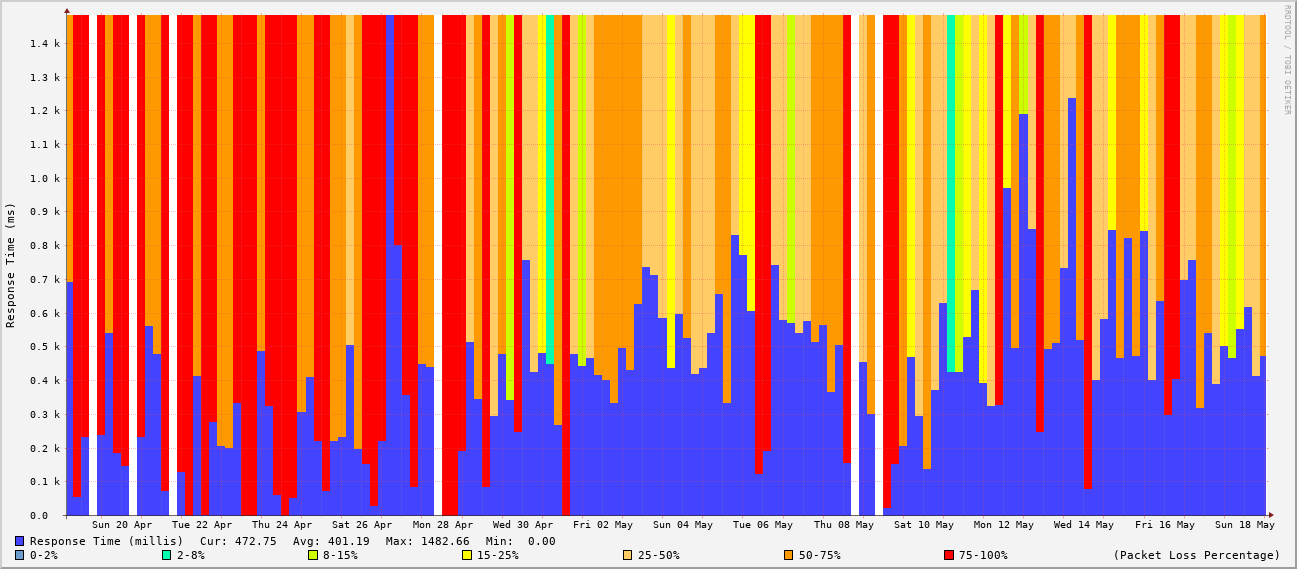 RRDTOOL / TOBI OETIKER
Response Time (ms)
1.4 k
1.3 k
1.2 k
1.1 k
1.0 k
0.9 k
0.8 k
0.7 k
0.6 k
0.5 k
0.4 k
0.3 k
0.2 k
0.1 k
0.0
Sun 20 Apr Tue 22 Apr Thu 24 Apr Sat 26 Apr Mon 28 Apr Wed 30 Apr Fri 02 May Sun 04 May Tue 06 May Thu 08 May Sat 10 May Mon 12 May Wed 14 May Fri 16 May Sun 18 May
Response Time (millis) Cur: 472.75 Avg: 401.19 Max: 1482.66 Min: 0.00
0-2% 2-8% 8-15% 15-25% 25-50% 50-75% 75-100% (Packet Loss Percentage)